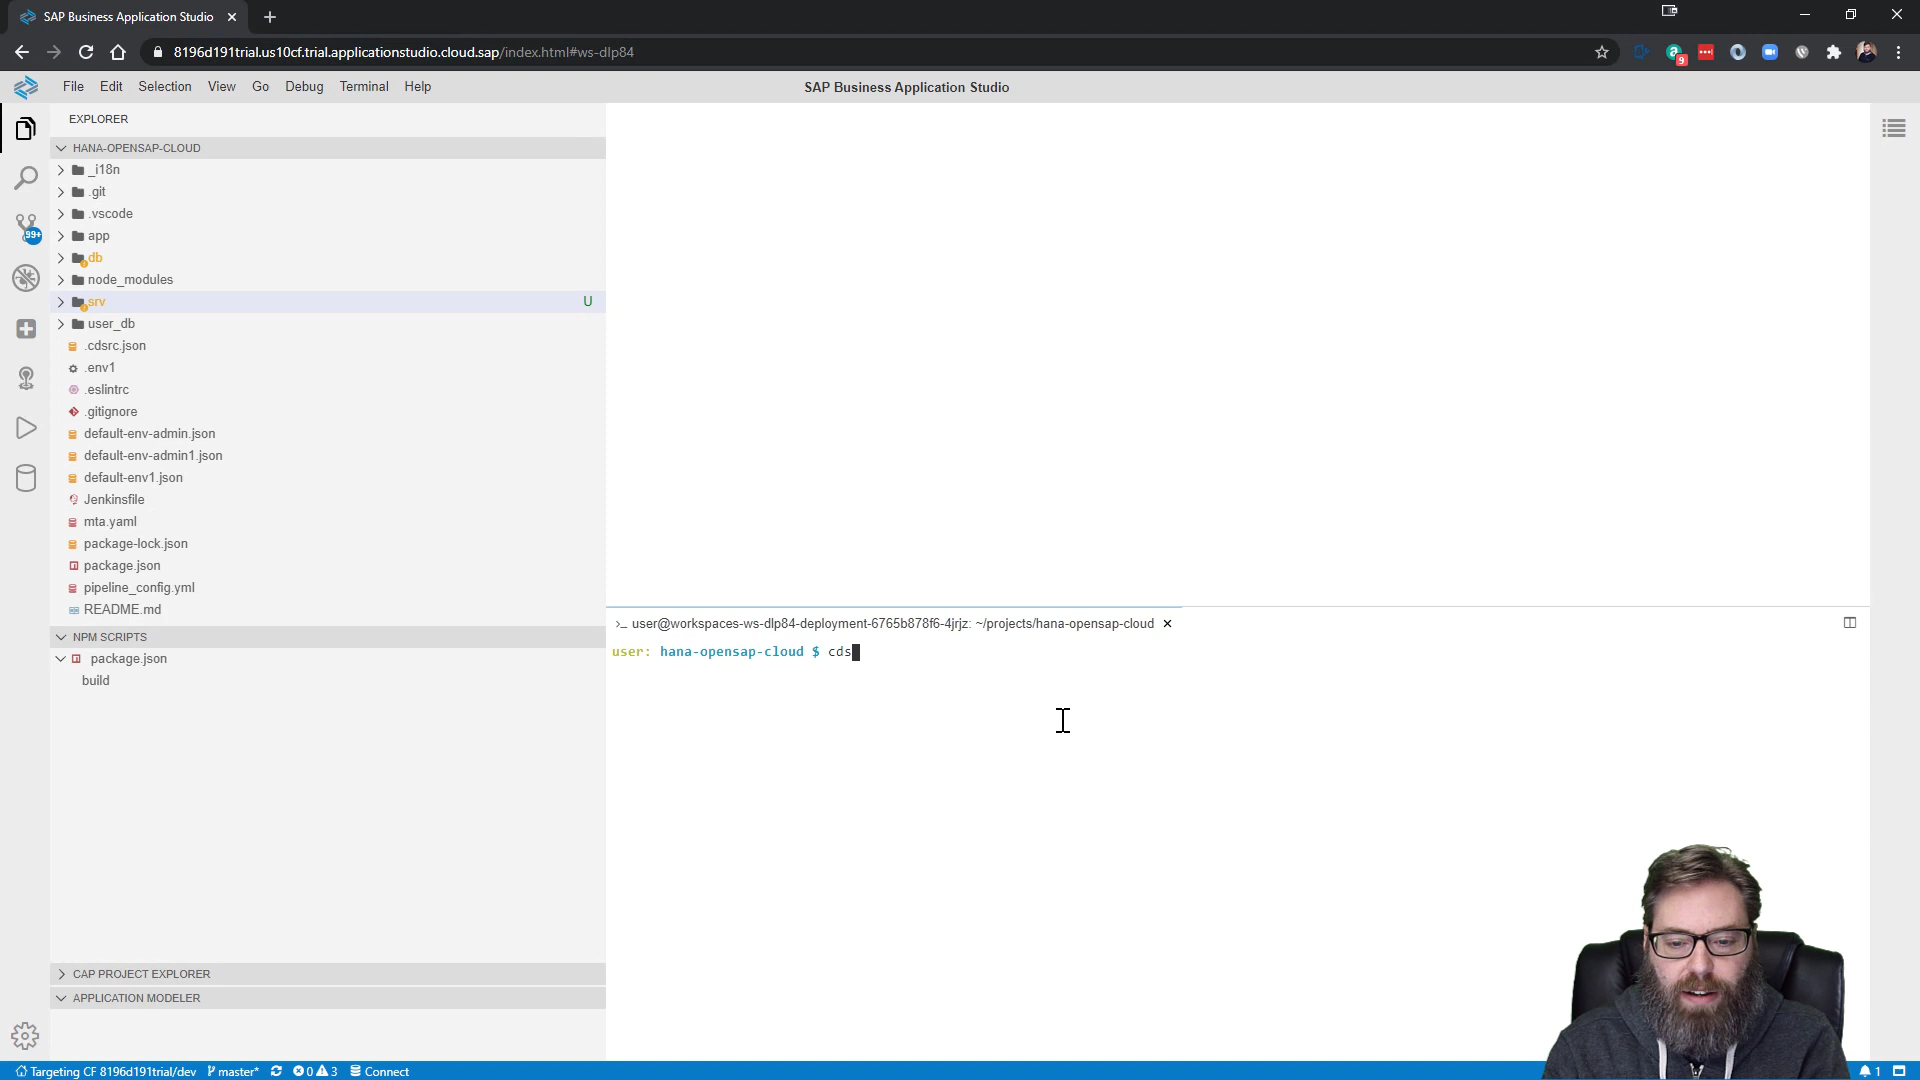 SAP Business Application Studio
8196d191trial.us10cf.trial.applicationstudio.cloud.sap/index.html#ws-dlp84
9
File Edit Selection View Go Debug Terminal Help
SAP Business Application Studio
EXPLORER
HANA-OPENSAP-CLOUD
_i18n
.git
.vscode
99+
app
db
node_modules
srv U
user_db
.cdsrc.json
.env1
.eslintrc
.gitignore
default-env-admin.json
default-env-admin1.json
default-env1.json
Jenkinsfile
mta.yaml
package-lock.json
package.json
pipeline_config.yml
README.md
NPM SCRIPTS
package.json
build
CAP PROJECT EXPLORER
APPLICATION MODELER
>_ user@workspaces-ws-dlp84-deployment-6765b878f6-4jrjz: ~/projects/hana-opensap-cloud
user: hana-opensap-cloud $ cds
Targeting CF 8196d191trial/dev master* 0 3 Connect 1